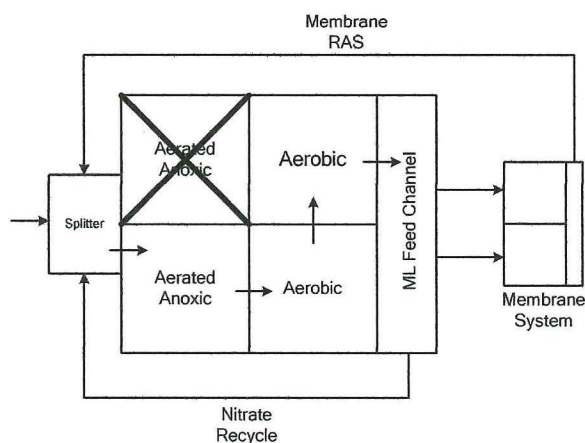 Membrane
RAS
Aerated
Anoxic
Aerobic
ML Feed Channel
Splitter
Aerated
Anoxic
Aerobic
Membrane
System
Nitrate
Recycle